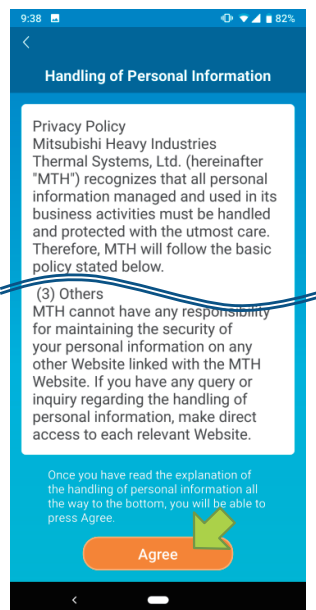 9:38 82%
Handling of Personal Information
Privacy Policy
Mitsubishi Heavy Industries
Thermal Systems, Ltd. (hereinafter
"MTH") recognizes that all personal
information managed and used in its
business activities must be handled
and protected with the utmost care.
Therefore, MTH will follow the basic
policy stated below.
(3) Others
MTH cannot have any responsibility
for maintaining the security of
your personal information on any
other Website linked with the MTH
Website. If you have any query or
inquiry regarding the handling of
personal information, make direct
access to each relevant Website.
Once you have read the explanation of
the handling of personal information all
the way to the bottom, you will be able to
press Agree.
Agree